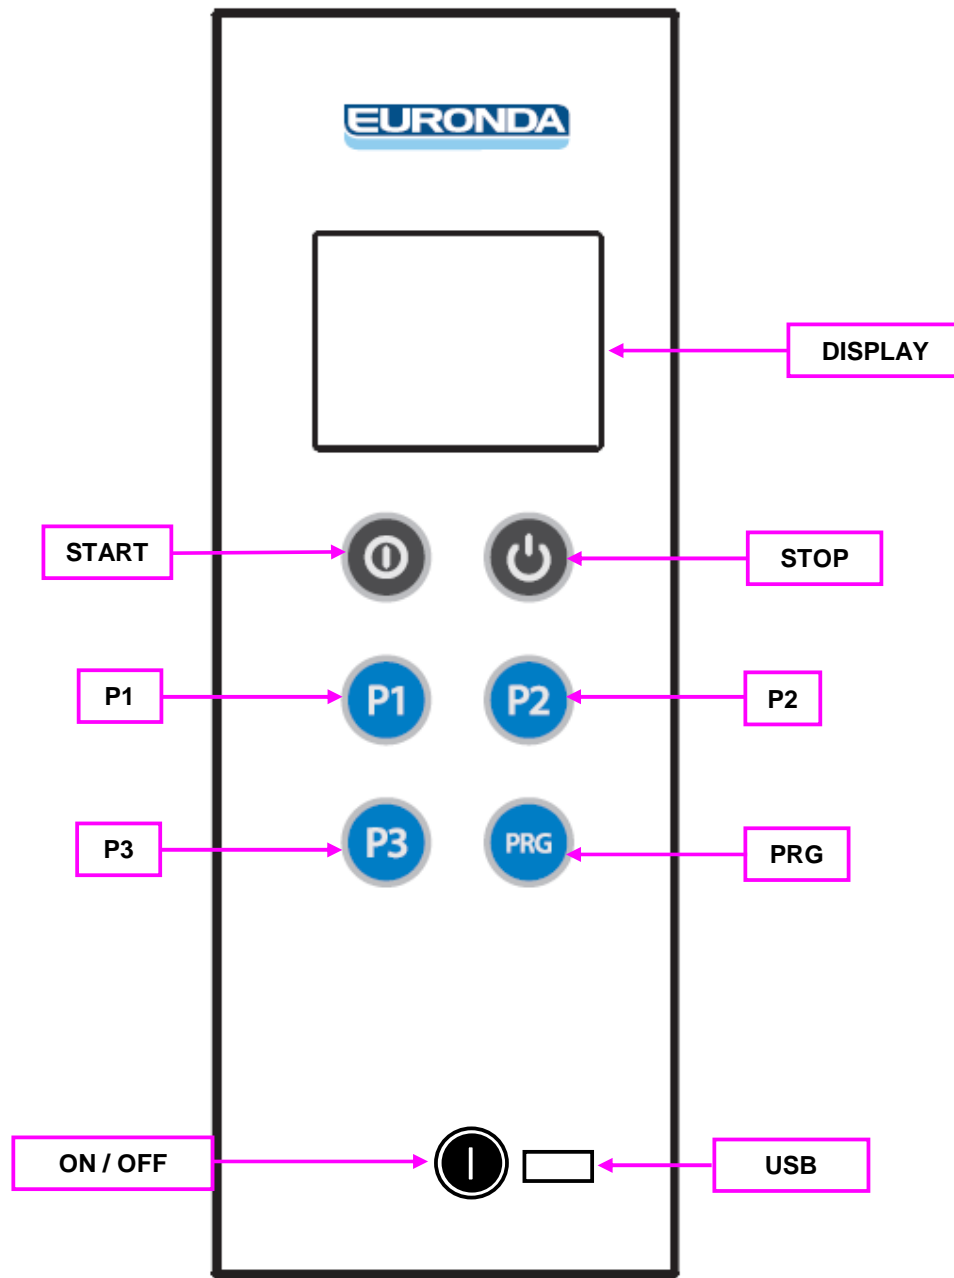 EURONDA
DISPLAY
START
STOP
P1
P1
P2
P2
P3
P3
PRG
PRG
ON / OFF
USB